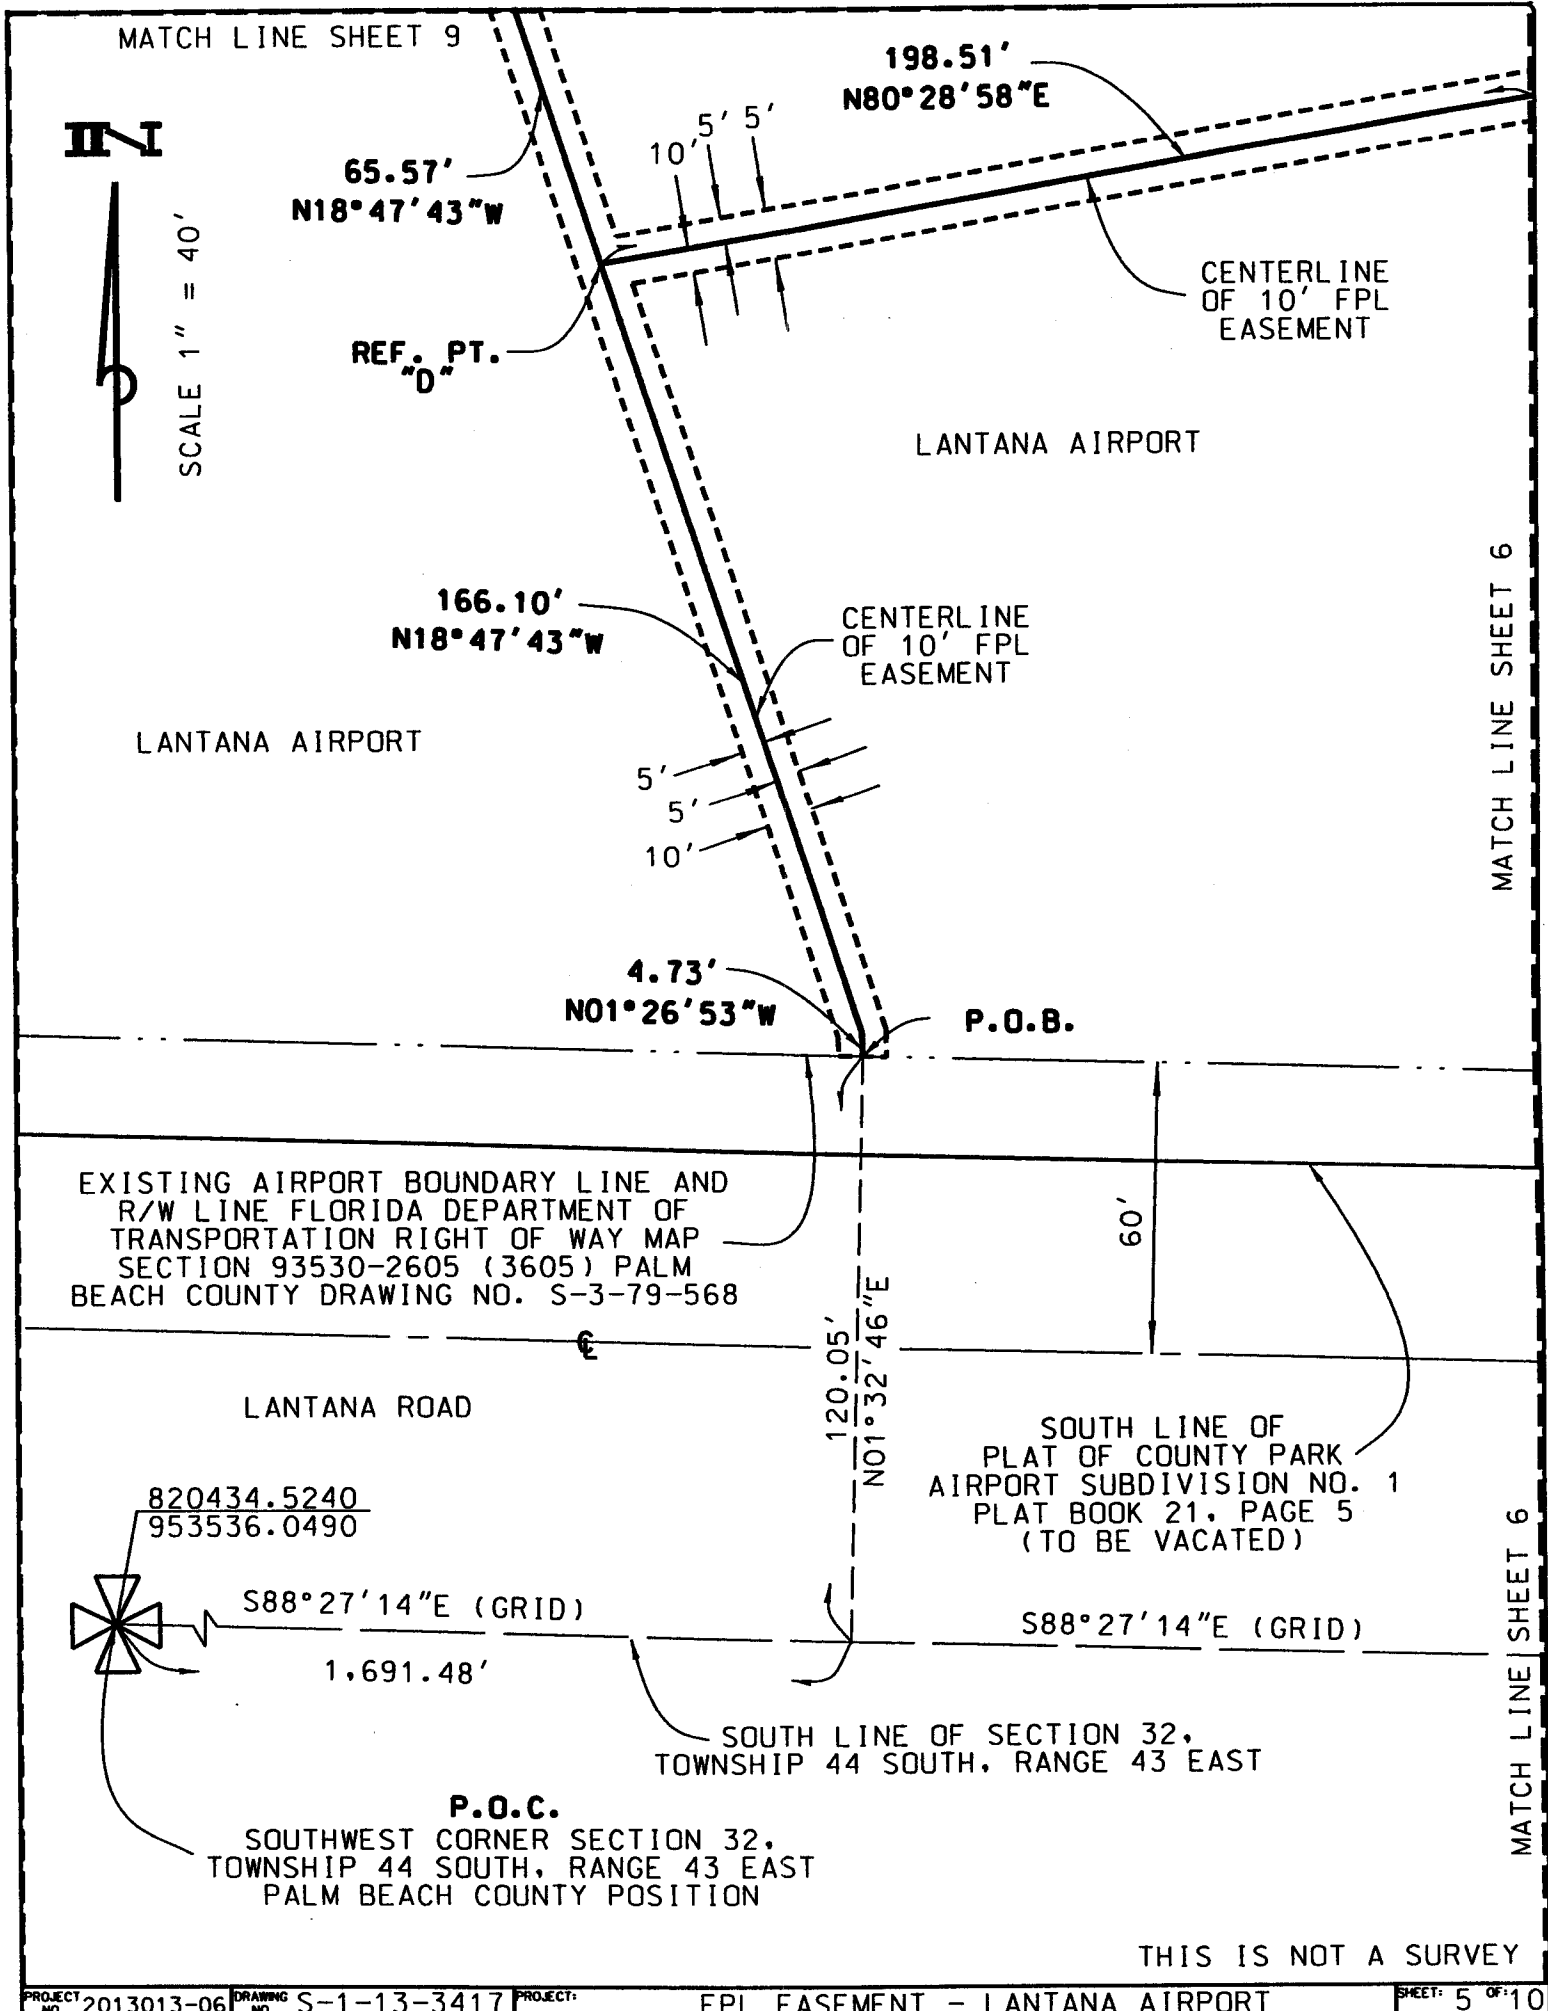 MATCH LINE SHEET 9
198.51'
N80°28'58"E
10'
5'
5'
65.57'
N18°47'43"W
N
SCALE 1" = 40'
CENTERLINE
OF 10' FPL
EASEMENT
REF. PT.
"D"
LANTANA AIRPORT
MATCH LINE SHEET 6
166.10'
N18°47'43"W
CENTERLINE
OF 10' FPL
EASEMENT
LANTANA AIRPORT
5'
5'
10'
4.73'
N01°26'53"W
P.O.B.
EXISTING AIRPORT BOUNDARY LINE AND
R/W LINE FLORIDA DEPARTMENT OF
TRANSPORTATION RIGHT OF WAY MAP
SECTION 93530-2605 (3605) PALM
BEACH COUNTY DRAWING NO. S-3-79-568
60'
℄
120.05'
N01°32'46"E
LANTANA ROAD
SOUTH LINE OF
PLAT OF COUNTY PARK
AIRPORT SUBDIVISION NO. 1
PLAT BOOK 21, PAGE 5
(TO BE VACATED)
820434.5240
953536.0490
S88°27'14"E (GRID)
1,691.48'
S88°27'14"E (GRID)
MATCH LINE SHEET 6
SOUTH LINE OF SECTION 32,
TOWNSHIP 44 SOUTH, RANGE 43 EAST
P.O.C.
SOUTHWEST CORNER SECTION 32,
TOWNSHIP 44 SOUTH, RANGE 43 EAST
PALM BEACH COUNTY POSITION
THIS IS NOT A SURVEY
PROJECT NO. 2013013-06
DRAWING NO. S-1-13-3417
PROJECT: FPL EASEMENT - LANTANA AIRPORT
SHEET: 5 OF: 10